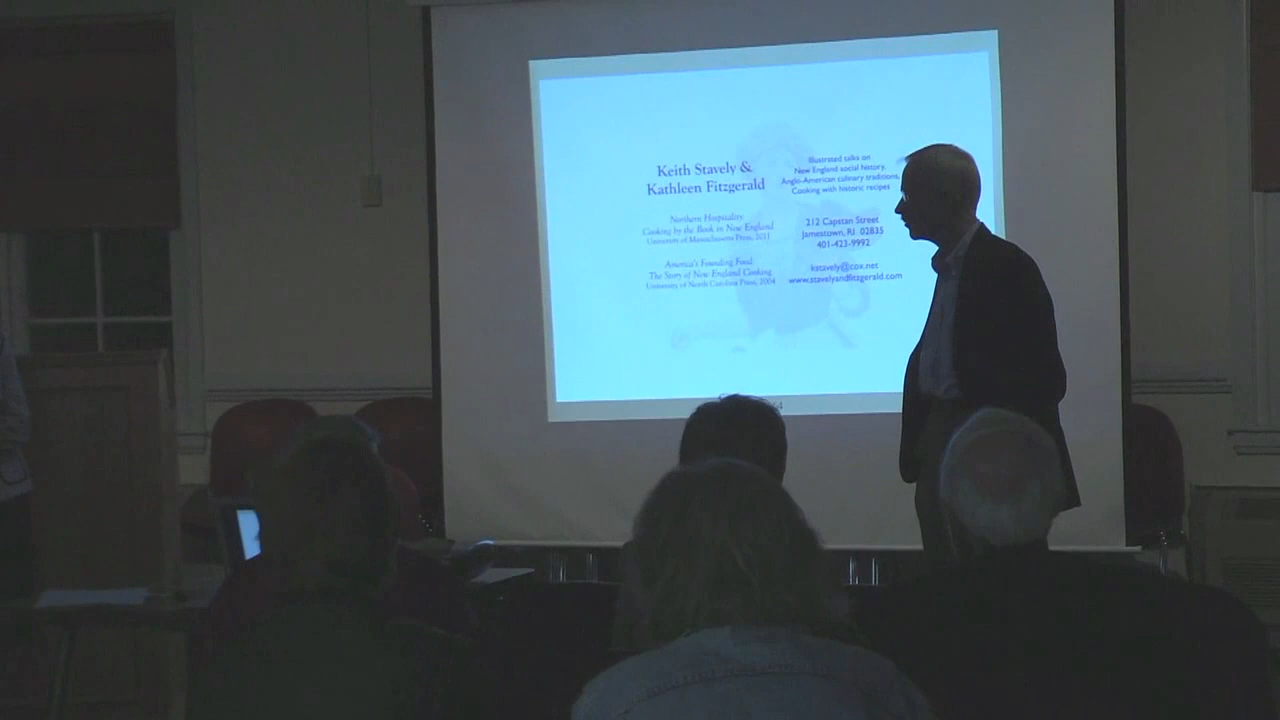 Keith Stavely &
Kathleen Fitzgerald
Northern Hospitality:
Cooking by the Book in New England
University of Massachusetts Press, 2011
America's Founding Food:
The Story of New England Cooking
University of North Carolina Press, 2004
Illustrated talks on
New England social history,
Anglo-American culinary traditions,
Cooking with historic recipes
212 Capstan Street
Jamestown, RI 02835
401-423-9992
kstavely@cox.net
www.stavelyandfitzgerald.com